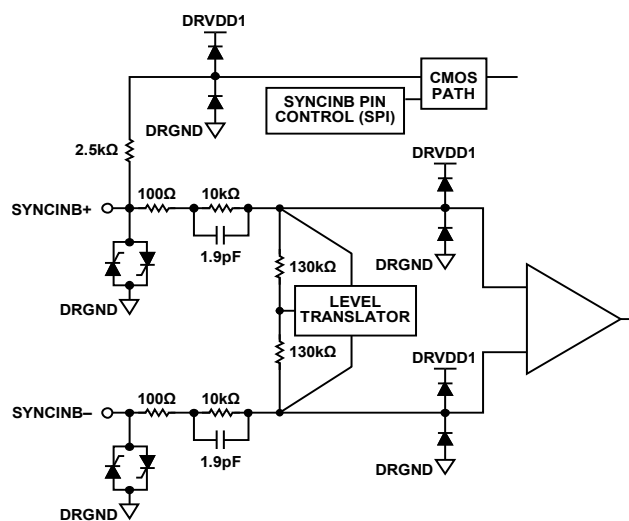 DRVDD1
CMOS
PATH
SYNCINB PIN
CONTROL (SPI)
DRGND
2.5kΩ
DRVDD1
100Ω
10kΩ
SYNCINB+
1.9pF
DRGND
130kΩ
DRGND
LEVEL
TRANSLATOR
130kΩ
DRVDD1
100Ω
10kΩ
SYNCINB–
1.9pF
DRGND
DRGND